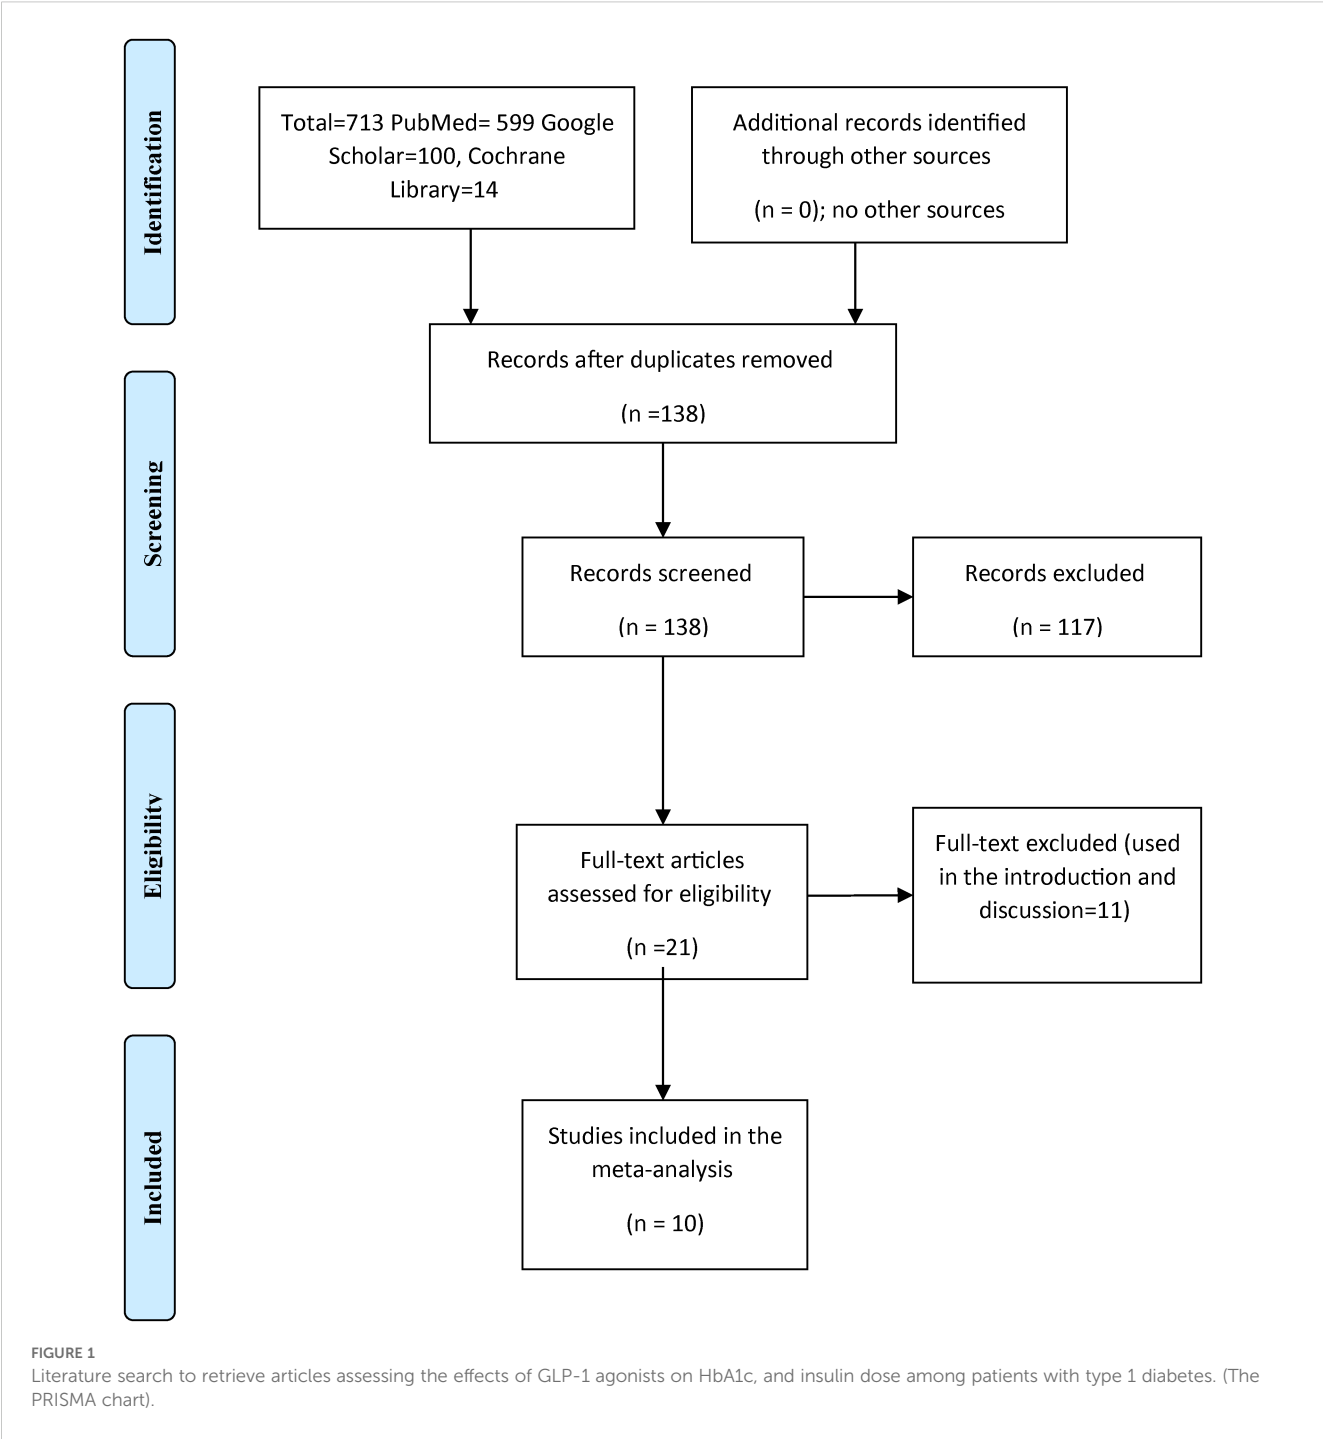 Identification
Total=713 PubMed= 599 Google
Scholar=100, Cochrane
Library=14
Additional records identified
through other sources
(n = 0); no other sources
Records after duplicates removed
(n =138)
Screening
Records screened
(n = 138)
Records excluded
(n = 117)
Eligibility
Full-text articles
assessed for eligibility
(n =21)
Full-text excluded (used
in the introduction and
discussion=11)
Included
Studies included in the
meta-analysis
(n = 10)
FIGURE 1
Literature search to retrieve articles assessing the effects of GLP-1 agonists on HbA1c, and insulin dose among patients with type 1 diabetes. (The
PRISMA chart).